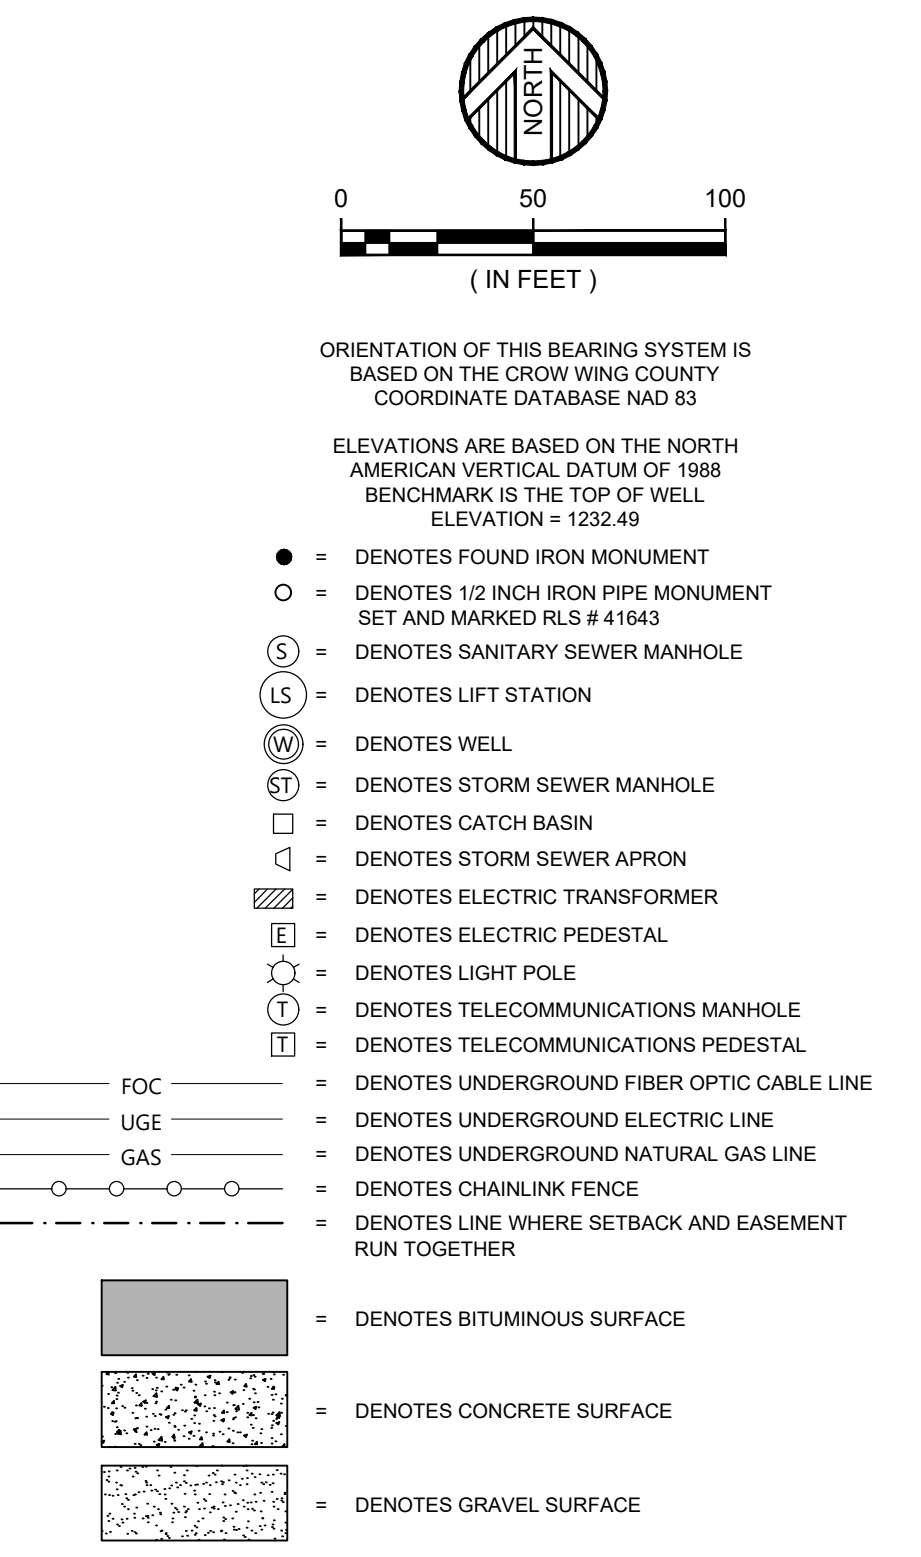 NORTH
0 50 100
( IN FEET )
ORIENTATION OF THIS BEARING SYSTEM IS
BASED ON THE CROW WING COUNTY
COORDINATE DATABASE NAD 83
ELEVATIONS ARE BASED ON THE NORTH
AMERICAN VERTICAL DATUM OF 1988
BENCHMARK IS THE TOP OF WELL
ELEVATION = 1232.49
= DENOTES FOUND IRON MONUMENT
= DENOTES 1/2 INCH IRON PIPE MONUMENT
SET AND MARKED RLS # 41643
S = DENOTES SANITARY SEWER MANHOLE
LS = DENOTES LIFT STATION
W = DENOTES WELL
ST = DENOTES STORM SEWER MANHOLE
= DENOTES CATCH BASIN
= DENOTES STORM SEWER APRON
= DENOTES ELECTRIC TRANSFORMER
E = DENOTES ELECTRIC PEDESTAL
= DENOTES LIGHT POLE
T = DENOTES TELECOMMUNICATIONS MANHOLE
T = DENOTES TELECOMMUNICATIONS PEDESTAL
FOC = DENOTES UNDERGROUND FIBER OPTIC CABLE LINE
UGE = DENOTES UNDERGROUND ELECTRIC LINE
GAS = DENOTES UNDERGROUND NATURAL GAS LINE
= DENOTES CHAINLINK FENCE
= DENOTES LINE WHERE SETBACK AND EASEMENT
RUN TOGETHER
= DENOTES BITUMINOUS SURFACE
= DENOTES CONCRETE SURFACE
= DENOTES GRAVEL SURFACE